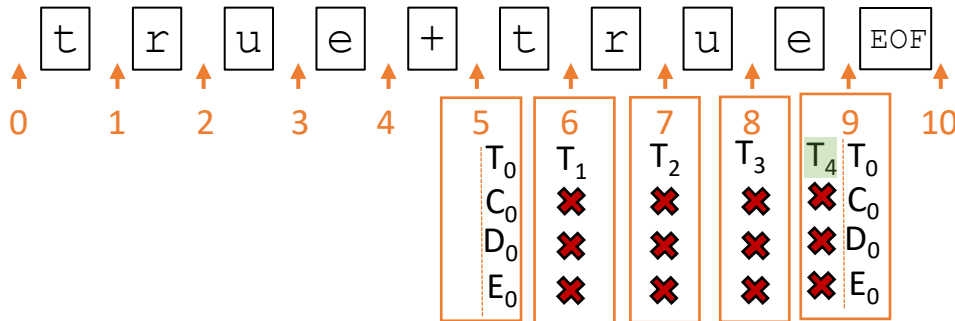 t r u e + t r u e EOF
0 1 2 3 4 5 6 7 8 9 10
T₀ T₁ T₂ T₃ T₄ T₀
C₀ C₀
D₀ D₀
E₀ E₀